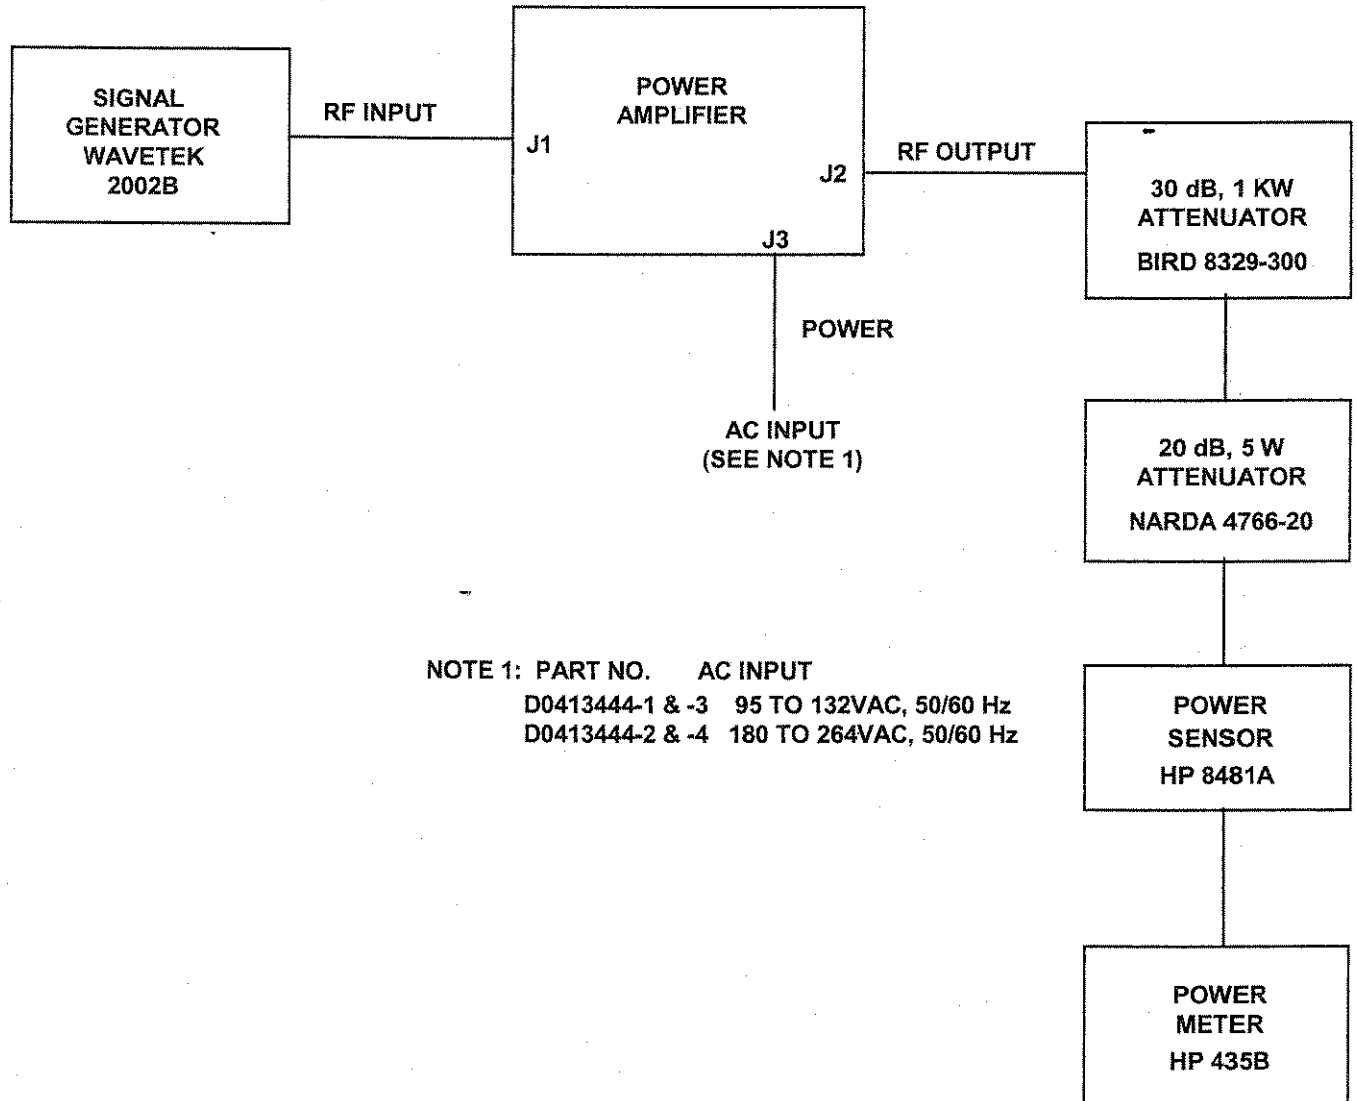 SIGNAL
GENERATOR
WAVETEK
2002B
RF INPUT
POWER
AMPLIFIER
J1
J2
J3
RF OUTPUT
30 dB, 1 KW
ATTENUATOR
BIRD 8329-300
POWER
AC INPUT
(SEE NOTE 1)
20 dB, 5 W
ATTENUATOR
NARDA 4766-20
NOTE 1: PART NO. AC INPUT
D0413444-1 & -3 95 TO 132VAC, 50/60 Hz
D0413444-2 & -4 180 TO 264VAC, 50/60 Hz
POWER
SENSOR
HP 8481A
POWER
METER
HP 435B